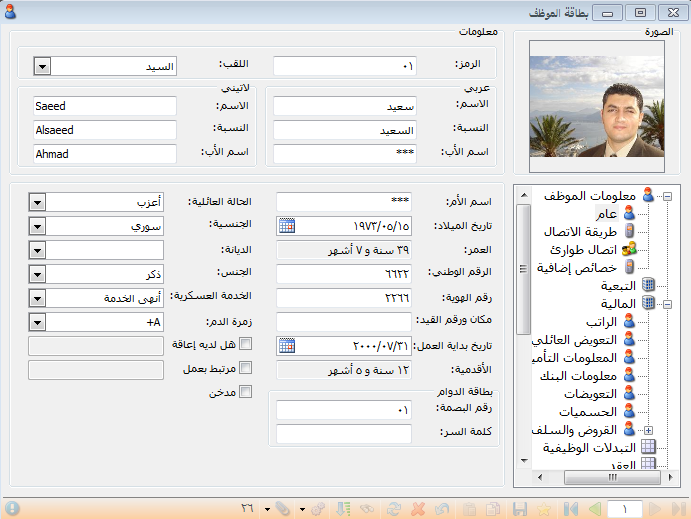 بطاقة الموظف
الصورة
معلومات
الرمز: ٠١ اللقب: السيد
عربي
الاسم: سعيد
النسبة: السعيد
اسم الأب: ***
لاتيني
الاسم: Saeed
النسبة: Alsaeed
اسم الأب: Ahmad
اسم الأم: *** الحالة العائلية: أعزب
تاريخ الميلاد: ١٩٧٣/٠٥/١٥ الجنسية: سوري
العمر: ٣٩ سنة و ٧ أشهر الديانة:
الرقم الوطني: ٦٦٢٢ الجنس: ذكر
رقم الهوية: ٢٢٦٦ الخدمة العسكرية: أنهى الخدمة
مكان ورقم القيد: زمرة الدم: A+
تاريخ بداية العمل: ٢٠٠٠/٠٧/٣١ هل لديه إعاقة
الأقدمية: ١٢ سنة و ٥ أشهر مرتبط بعمل
مدخن
بطاقة الدوام
رقم البصمة: ٠١
كلمة السر:
معلومات الموظف
عام
طريقة الاتصال
اتصال طوارئ
خصائص إضافية
التبعية
المالية
الراتب
التعويض العائلي
المعلومات التأمي
معلومات البنك
التعويضات
الحسميات
القروض والسلف
التبدلات الوظيفية
العقد
١
٢٦